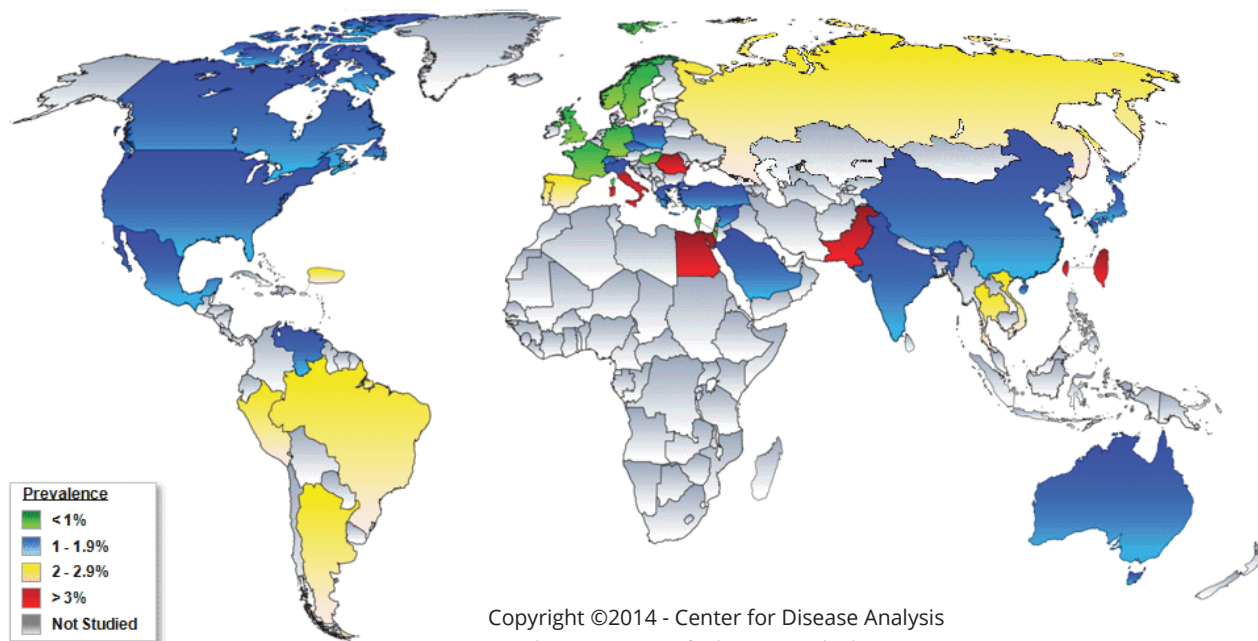 Prevalence
< 1%
1 - 1.9%
2 - 2.9%
> 3%
Not Studied
Copyright ©2014 - Center for Disease Analysis